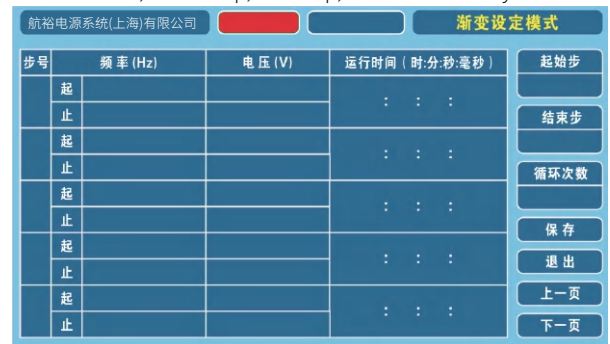 航裕电源系统(上海)有限公司
渐变设定模式
步号 频率(Hz) 电压(V) 运行时间(时:分:秒:毫秒)
起
: : :
止
起
: : :
止
起
: : :
止
起
: : :
止
起
: : :
止
起始步
结束步
循环次数
保存
退出
上一页
下一页